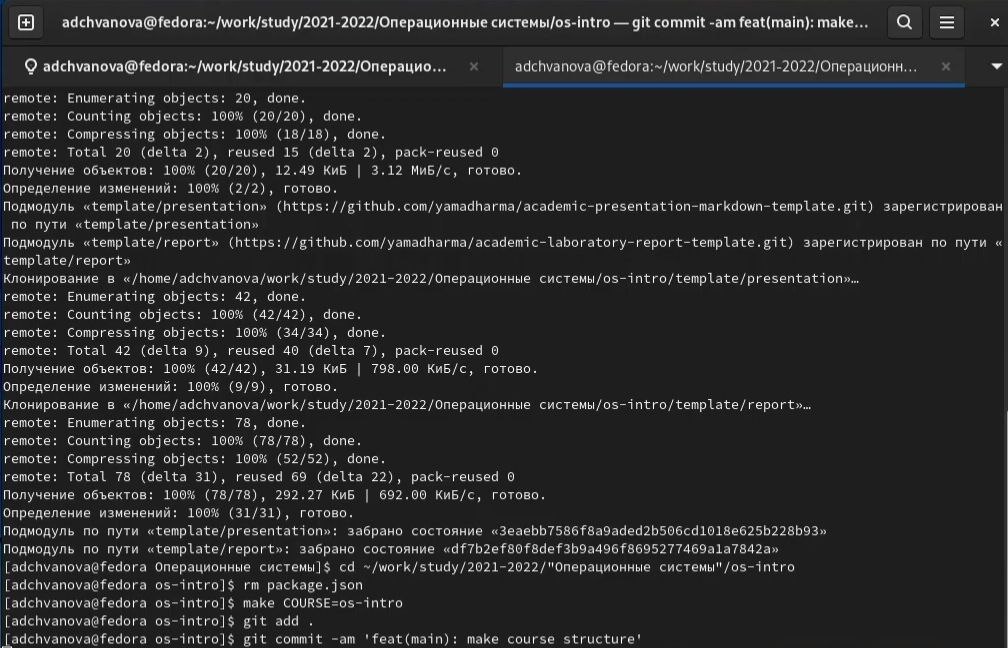 adchvanova@fedora:~/work/study/2021-2022/Операционные системы/os-intro — git commit -am feat(main): make…
adchvanova@fedora:~/work/study/2021-2022/Операцио…
adchvanova@fedora:~/work/study/2021-2022/Операционн…
remote: Enumerating objects: 20, done.
remote: Counting objects: 100% (20/20), done.
remote: Compressing objects: 100% (18/18), done.
remote: Total 20 (delta 2), reused 15 (delta 2), pack-reused 0
Получение объектов: 100% (20/20), 12.49 КиБ | 3.12 МиБ/с, готово.
Определение изменений: 100% (2/2), готово.
Подмодуль «template/presentation» (https://github.com/yamadharma/academic-presentation-markdown-template.git) зарегистрирован
по пути «template/presentation»
Подмодуль «template/report» (https://github.com/yamadharma/academic-laboratory-report-template.git) зарегистрирован по пути «
template/report»
Клонирование в «/home/adchvanova/work/study/2021-2022/Операционные системы/os-intro/template/presentation»…
remote: Enumerating objects: 42, done.
remote: Counting objects: 100% (42/42), done.
remote: Compressing objects: 100% (34/34), done.
remote: Total 42 (delta 9), reused 40 (delta 7), pack-reused 0
Получение объектов: 100% (42/42), 31.19 КиБ | 798.00 КиБ/с, готово.
Определение изменений: 100% (9/9), готово.
Клонирование в «/home/adchvanova/work/study/2021-2022/Операционные системы/os-intro/template/report»…
remote: Enumerating objects: 78, done.
remote: Counting objects: 100% (78/78), done.
remote: Compressing objects: 100% (52/52), done.
remote: Total 78 (delta 31), reused 69 (delta 22), pack-reused 0
Получение объектов: 100% (78/78), 292.27 КиБ | 692.00 КиБ/с, готово.
Определение изменений: 100% (31/31), готово.
Подмодуль по пути «template/presentation»: забрано состояние «3eaebb7586f8a9aded2b506cd1018e625b228b93»
Подмодуль по пути «template/report»: забрано состояние «df7b2ef80f8def3b9a496f8695277469a1a7842a»
[adchvanova@fedora Операционные системы]$ cd ~/work/study/2021-2022/"Операционные системы"/os-intro
[adchvanova@fedora os-intro]$ rm package.json
[adchvanova@fedora os-intro]$ make COURSE=os-intro
[adchvanova@fedora os-intro]$ git add .
[adchvanova@fedora os-intro]$ git commit -am 'feat(main): make course structure'